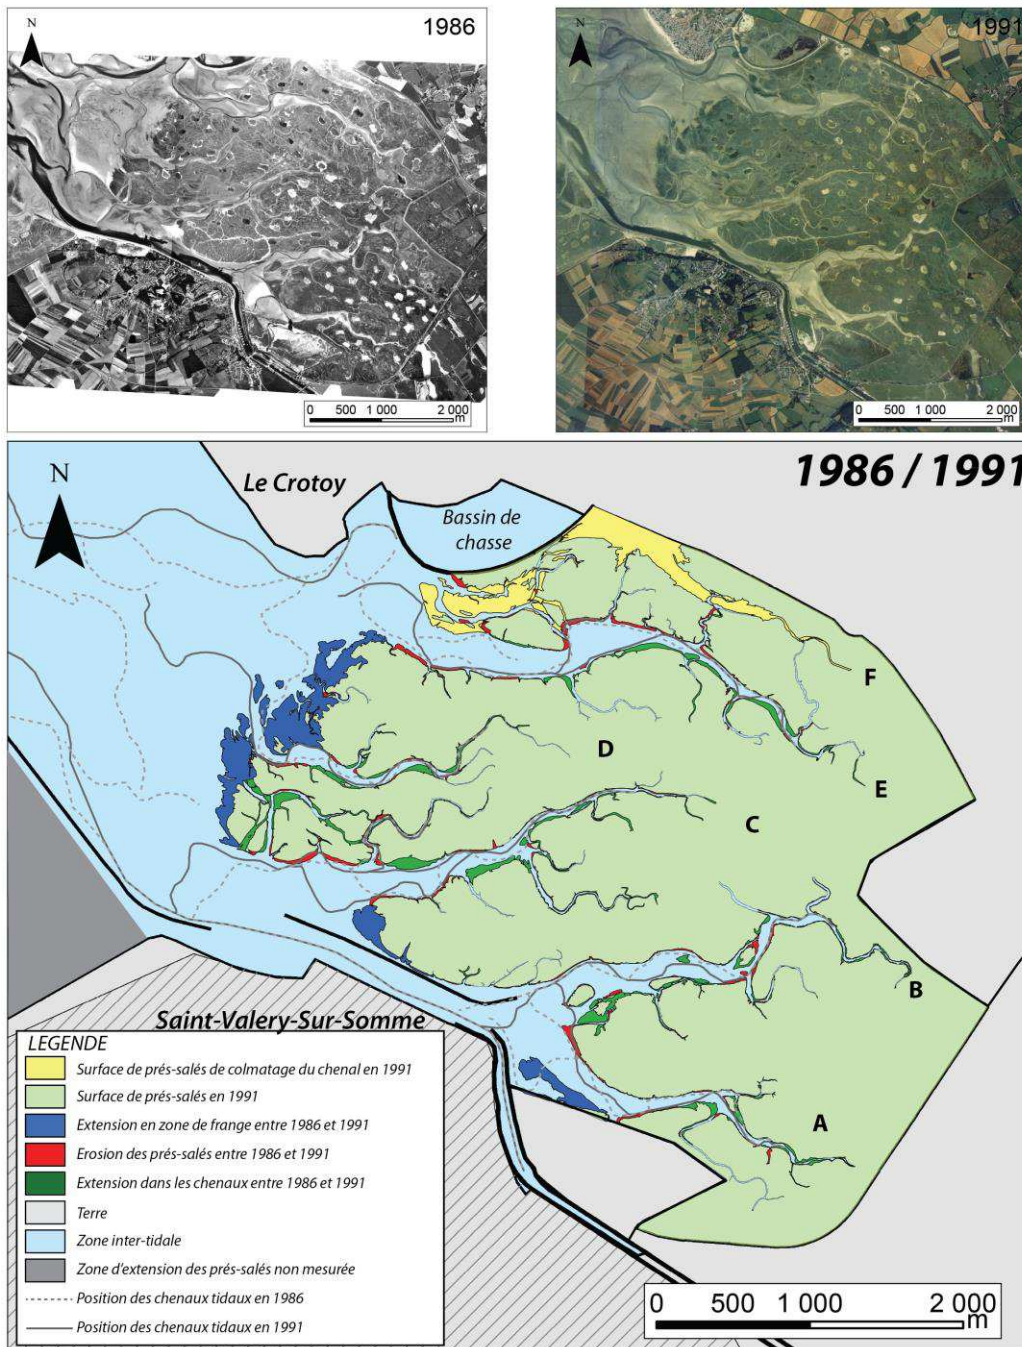 1986
N
0 500 1 000 2 000
m
1991
N
0 500 1 000 2 000
m
1986 / 1991
N
Le Crotoy
Bassin de
chasse
F
D
E
C
B
Saint-Valery-Sur-Somme
A
LEGENDE
Surface de prés-salés de colmatage du chenal en 1991
Surface de prés-salés en 1991
Extension en zone de frange entre 1986 et 1991
Erosion des prés-salés entre 1986 et 1991
Extension dans les chenaux entre 1986 et 1991
Terre
Zone inter-tidale
Zone d'extension des prés-salés non mesurée
Position des chenaux tidaux en 1986
Position des chenaux tidaux en 1991
0 500 1 000 2 000
m